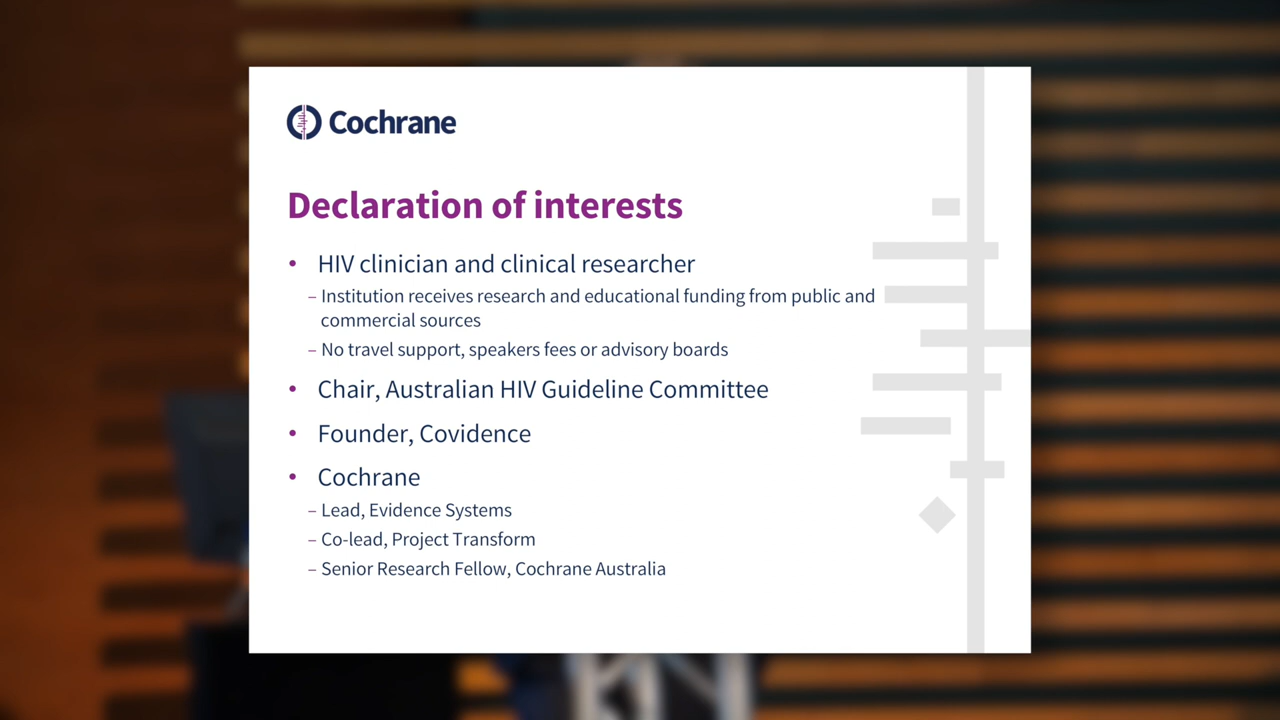 Cochrane
Declaration of interests
• HIV clinician and clinical researcher
– Institution receives research and educational funding from public and
commercial sources
– No travel support, speakers fees or advisory boards
• Chair, Australian HIV Guideline Committee
• Founder, Covidence
• Cochrane
– Lead, Evidence Systems
– Co-lead, Project Transform
– Senior Research Fellow, Cochrane Australia